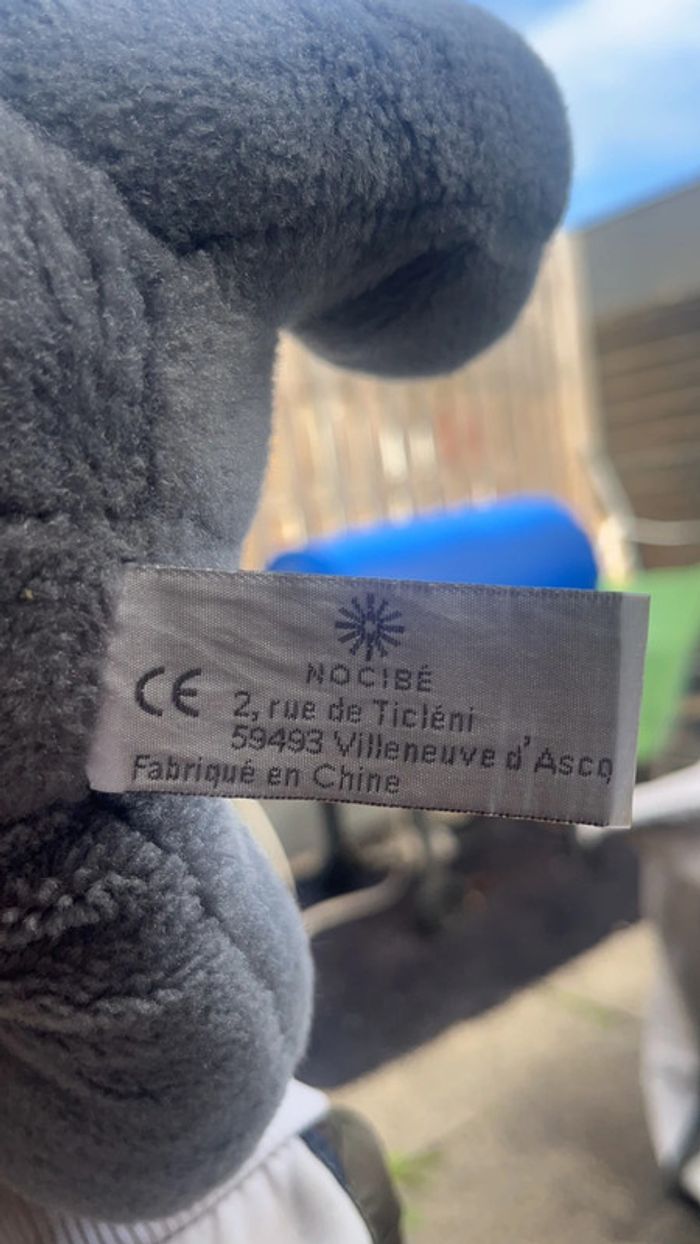 NOCIBÉ
CE
2, rue de Ticléni
59493 Villeneuve d'Ascq
Fabriqué en Chine